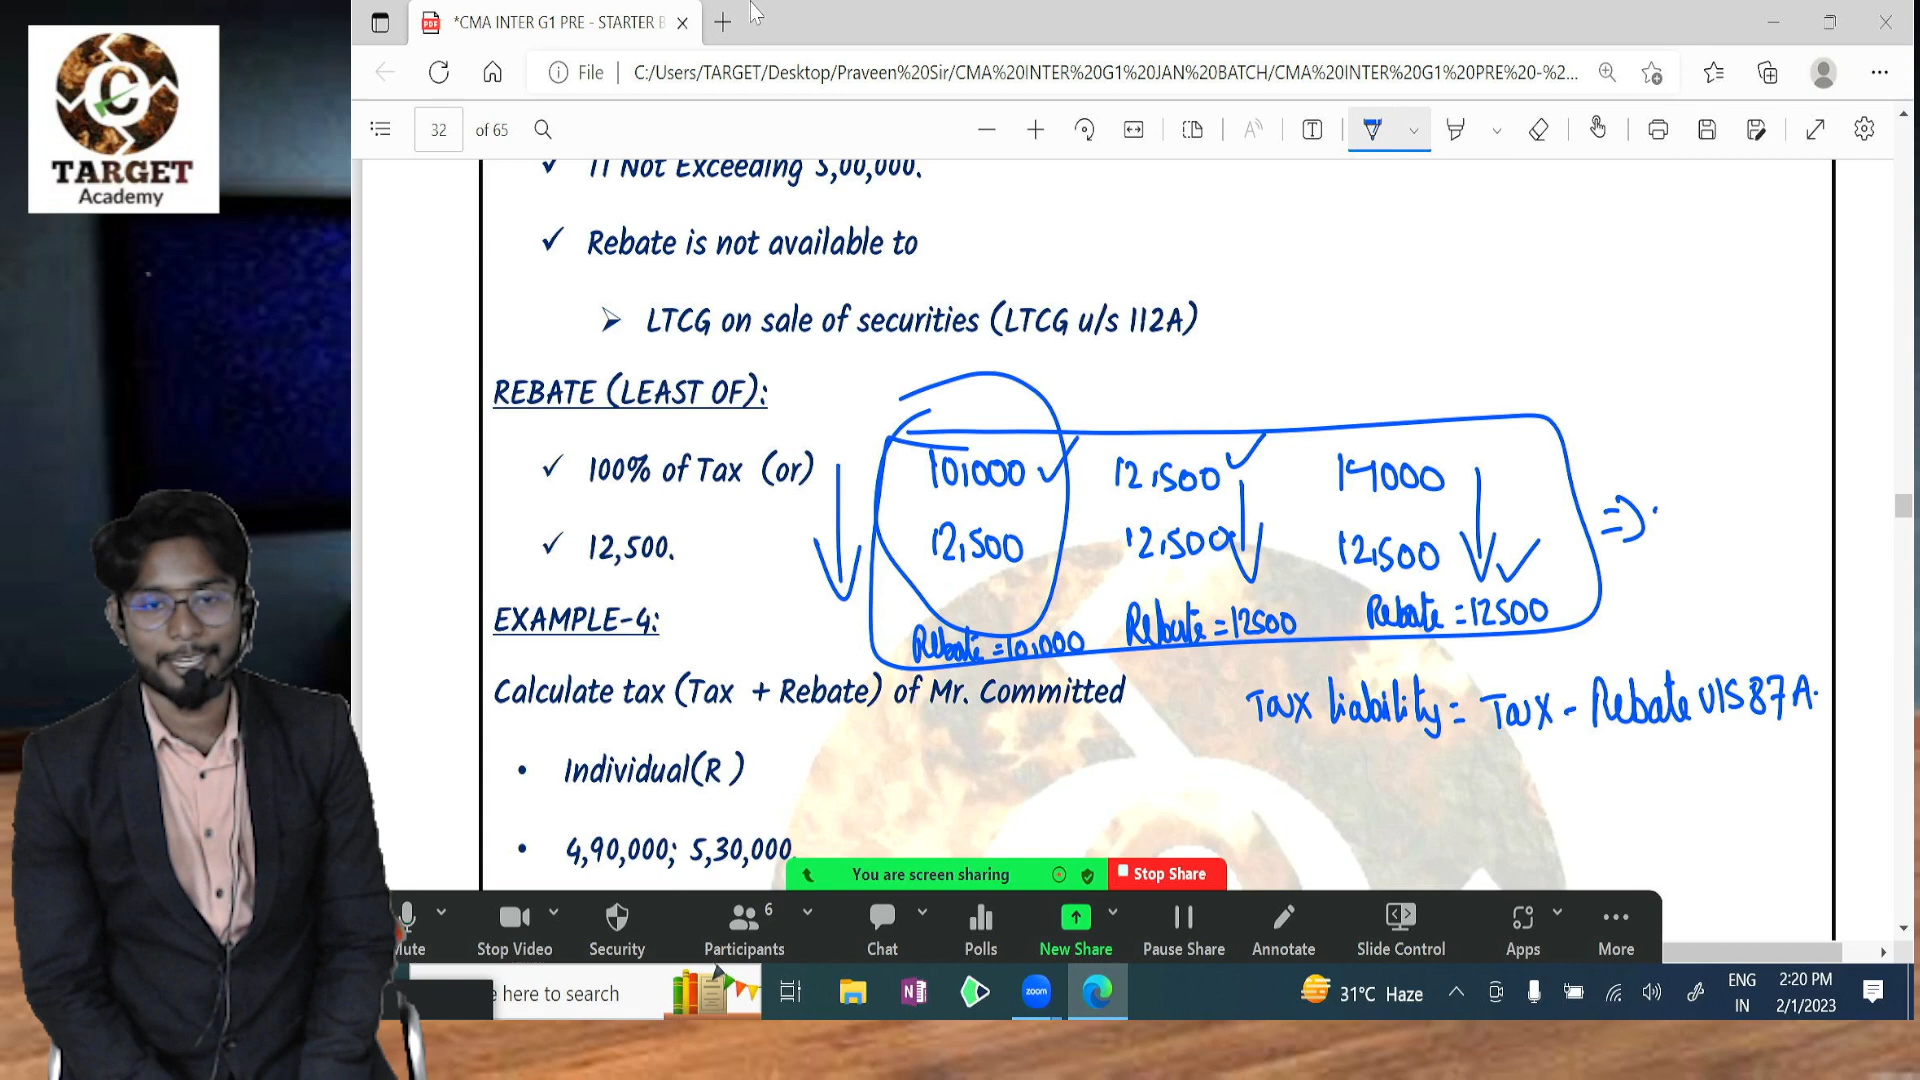 *CMA INTER G1 PRE - STARTER B
C
TARGET
Academy
File
C:/Users/TARGET/Desktop/Praveen%20Sir/CMA%20INTER%20G1%20JAN%20BATCH/CMA%20INTER%20G1%20PRE%20-%2...
32 of 65
✓ TI Not Exceeding 5,00,000.
✓ Rebate is not available to
➢ LTCG on sale of securities (LTCG u/s 112A)
REBATE (LEAST OF):
✓ 100% of Tax (or) 10,000 ✓ 12,500 ✓ 14000
✓ 12,500. 12,500 12,500 12,500 ✓
Rebate = 10,000 Rebate = 12500 Rebate = 12500
EXAMPLE-4:
Calculate tax (Tax + Rebate) of Mr. Committed
Tax liability = Tax - Rebate U/S 87A.
• Individual(R )
• 4,90,000; 5,30,000.
You are screen sharing Stop Share
Mute Stop Video Security Participants 6 Chat Polls New Share Pause Share Annotate Slide Control Apps More
e here to search
zoom
31°C Haze
ENG
IN
2:20 PM
2/1/2023